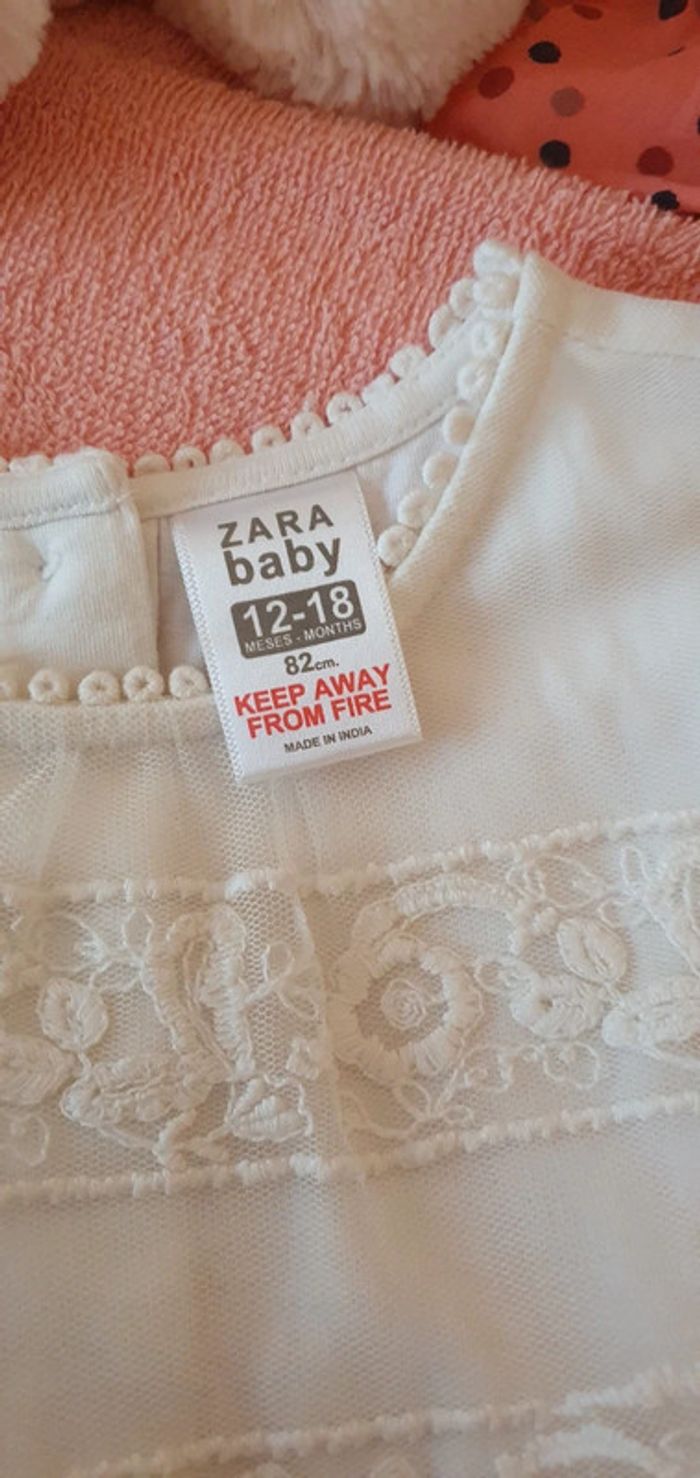 ZARA
baby
12-18
MESES - MONTHS
82cm.
KEEP AWAY
FROM FIRE
MADE IN INDIA